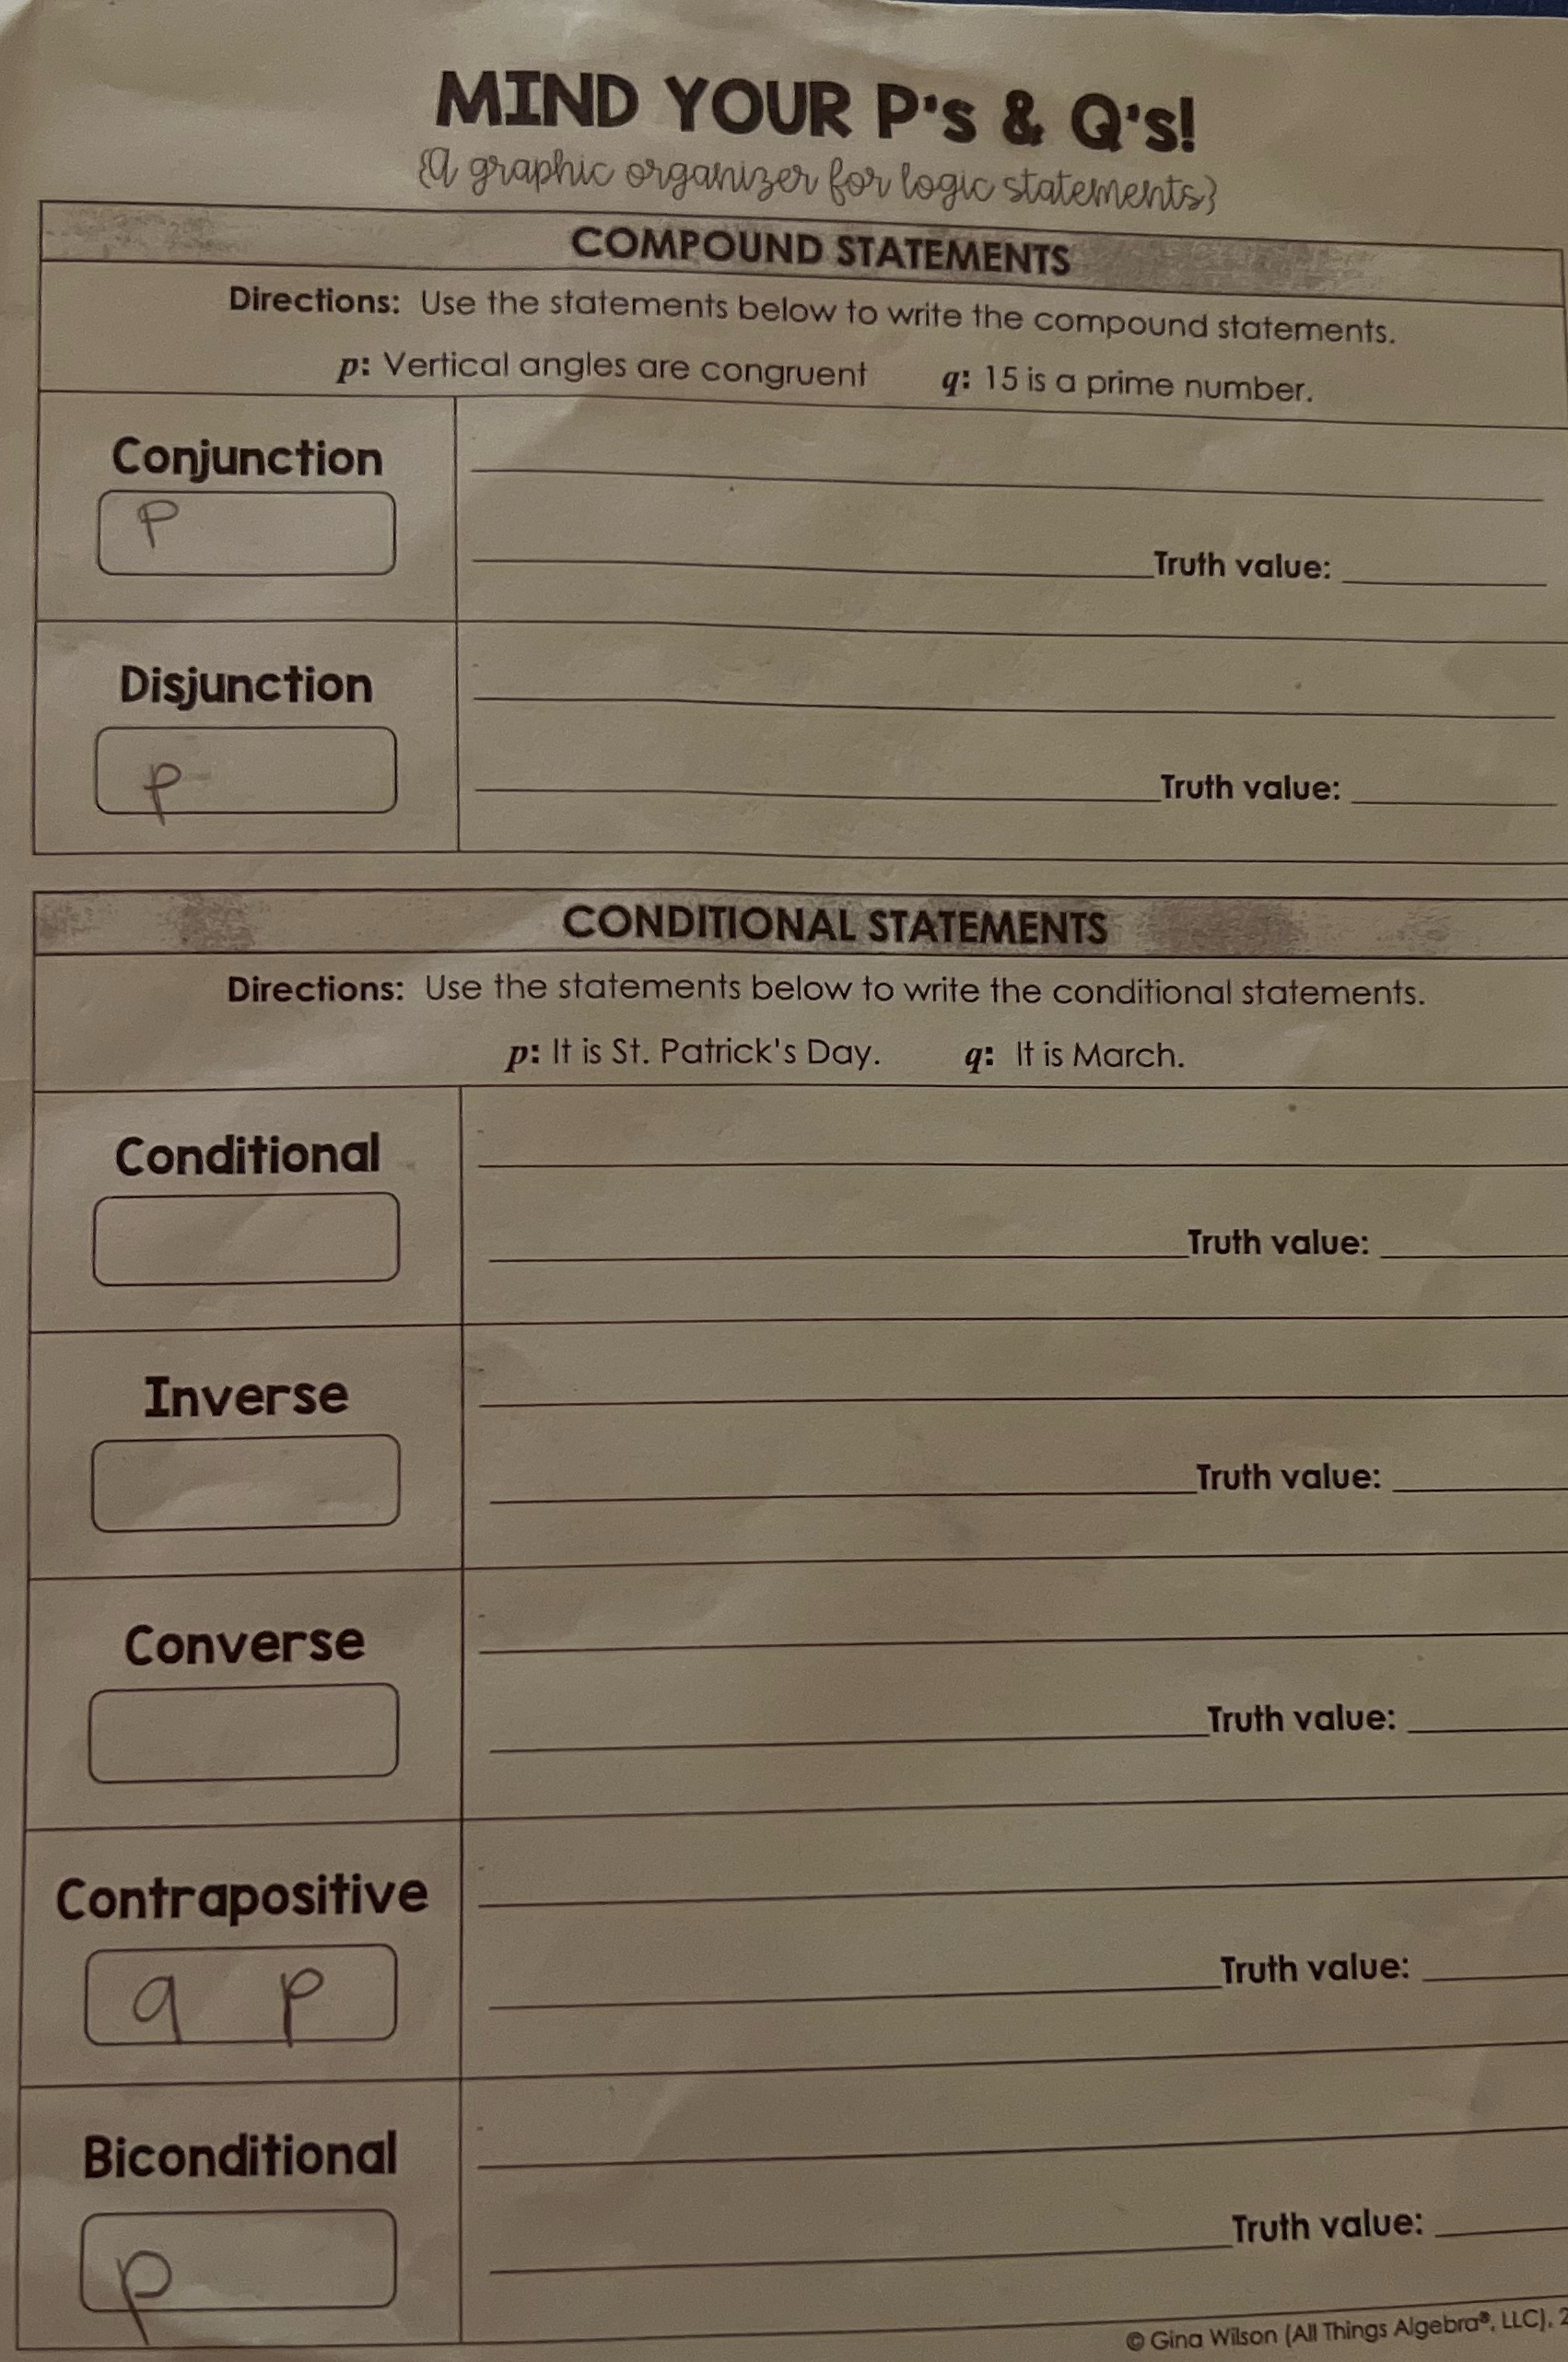 MIND YOUR P's & Q's!
{A graphic organizer for logic statements}
COMPOUND STATEMENTS
Directions: Use the statements below to write the compound statements.
p: Vertical angles are congruent q: 15 is a prime number.
Conjunction
P
Truth value:
Disjunction
p
Truth value:
CONDITIONAL STATEMENTS
Directions: Use the statements below to write the conditional statements.
p: It is St. Patrick's Day. q: It is March.
Conditional
Truth value:
Inverse
Truth value:
Converse
Truth value:
Contrapositive
q p
Truth value:
Biconditional
p
Truth value:
© Gina Wilson (All Things Algebra®, LLC), 2